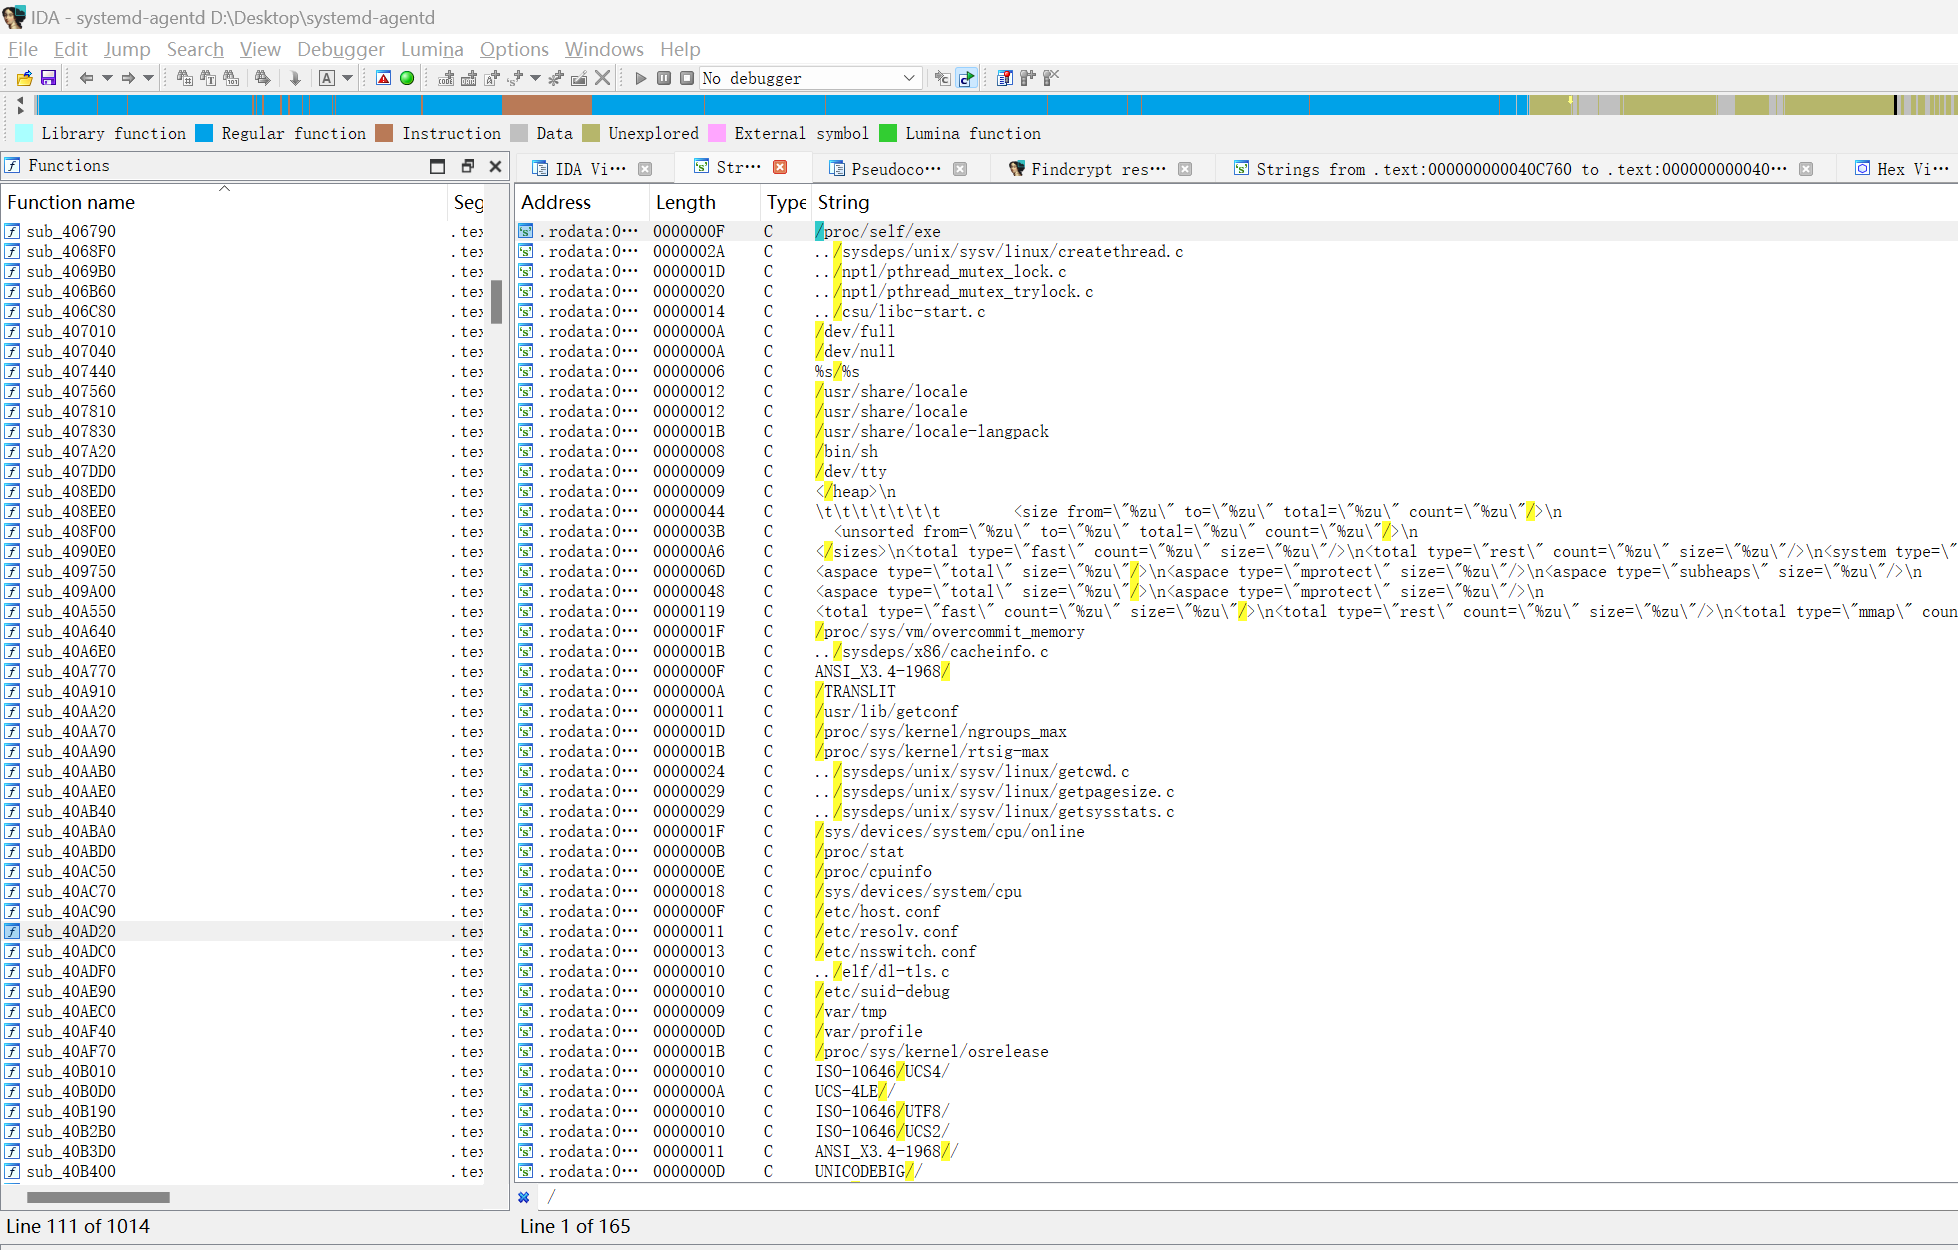 IDA - systemd-agentd D:\Desktop\systemd-agentd
File Edit Jump Search View Debugger Lumina Options Windows Help
No debugger
Library function Regular function Instruction Data Unexplored External symbol Lumina function
Functions
IDA Vi··· Str··· Pseudoco··· Findcrypt res··· Strings from .text:000000000040C760 to .text:000000000040··· Hex Vi···
Function name Seg Address Length Type String
sub_406790 .tex .rodata:0··· 0000000F C /proc/self/exe
sub_4068F0 .tex .rodata:0··· 0000002A C ../sysdeps/unix/sysv/linux/createthread.c
sub_4069B0 .tex .rodata:0··· 0000001D C ../nptl/pthread_mutex_lock.c
sub_406B60 .tex .rodata:0··· 00000020 C ../nptl/pthread_mutex_trylock.c
sub_406C80 .tex .rodata:0··· 00000014 C ../csu/libc-start.c
sub_407010 .tex .rodata:0··· 0000000A C /dev/full
sub_407040 .tex .rodata:0··· 0000000A C /dev/null
sub_407440 .tex .rodata:0··· 00000006 C %s/%s
sub_407560 .tex .rodata:0··· 00000012 C /usr/share/locale
sub_407810 .tex .rodata:0··· 00000012 C /usr/share/locale
sub_407830 .tex .rodata:0··· 0000001B C /usr/share/locale-langpack
sub_407A20 .tex .rodata:0··· 00000008 C /bin/sh
sub_407DD0 .tex .rodata:0··· 00000009 C /dev/tty
sub_408ED0 .tex .rodata:0··· 00000009 C </heap>\n
sub_408EE0 .tex .rodata:0··· 00000044 C \t\t\t\t\t\t\t <size from=\"%zu\" to=\"%zu\" total=\"%zu\" count=\"%zu\"/>\n
sub_408F00 .tex .rodata:0··· 0000003B C <unsorted from=\"%zu\" to=\"%zu\" total=\"%zu\" count=\"%zu\"/>\n
sub_4090E0 .tex .rodata:0··· 000000A6 C </sizes>\n<total type=\"fast\" count=\"%zu\" size=\"%zu\"/>\n<total type=\"rest\" count=\"%zu\" size=\"%zu\"/>\n<system type=\"
sub_409750 .tex .rodata:0··· 0000006D C <aspace type=\"total\" size=\"%zu\"/>\n<aspace type=\"mprotect\" size=\"%zu\"/>\n<aspace type=\"subheaps\" size=\"%zu\"/>\n
sub_409A00 .tex .rodata:0··· 00000048 C <aspace type=\"total\" size=\"%zu\"/>\n<aspace type=\"mprotect\" size=\"%zu\"/>\n
sub_40A550 .tex .rodata:0··· 00000119 C <total type=\"fast\" count=\"%zu\" size=\"%zu\"/>\n<total type=\"rest\" count=\"%zu\" size=\"%zu\"/>\n<total type=\"mmap\" coun
sub_40A640 .tex .rodata:0··· 0000001F C /proc/sys/vm/overcommit_memory
sub_40A6E0 .tex .rodata:0··· 0000001B C ../sysdeps/x86/cacheinfo.c
sub_40A770 .tex .rodata:0··· 0000000F C ANSI_X3.4-1968/
sub_40A910 .tex .rodata:0··· 0000000A C /TRANSLIT
sub_40AA20 .tex .rodata:0··· 00000011 C /usr/lib/getconf
sub_40AA70 .tex .rodata:0··· 0000001D C /proc/sys/kernel/ngroups_max
sub_40AA90 .tex .rodata:0··· 0000001B C /proc/sys/kernel/rtsig-max
sub_40AAB0 .tex .rodata:0··· 00000024 C ../sysdeps/unix/sysv/linux/getcwd.c
sub_40AAE0 .tex .rodata:0··· 00000029 C ../sysdeps/unix/sysv/linux/getpagesize.c
sub_40AB40 .tex .rodata:0··· 00000029 C ../sysdeps/unix/sysv/linux/getsysstats.c
sub_40ABA0 .tex .rodata:0··· 0000001F C /sys/devices/system/cpu/online
sub_40ABD0 .tex .rodata:0··· 0000000B C /proc/stat
sub_40AC50 .tex .rodata:0··· 0000000E C /proc/cpuinfo
sub_40AC70 .tex .rodata:0··· 00000018 C /sys/devices/system/cpu
sub_40AC90 .tex .rodata:0··· 0000000F C /etc/host.conf
sub_40AD20 .tex .rodata:0··· 00000011 C /etc/resolv.conf
sub_40ADC0 .tex .rodata:0··· 00000013 C /etc/nsswitch.conf
sub_40ADF0 .tex .rodata:0··· 00000010 C ../elf/dl-tls.c
sub_40AE90 .tex .rodata:0··· 00000010 C /etc/suid-debug
sub_40AEC0 .tex .rodata:0··· 00000009 C /var/tmp
sub_40AF40 .tex .rodata:0··· 0000000D C /var/profile
sub_40AF70 .tex .rodata:0··· 0000001B C /proc/sys/kernel/osrelease
sub_40B010 .tex .rodata:0··· 00000010 C ISO-10646/UCS4/
sub_40B0D0 .tex .rodata:0··· 0000000A C UCS-4LE//
sub_40B190 .tex .rodata:0··· 00000010 C ISO-10646/UTF8/
sub_40B2B0 .tex .rodata:0··· 00000010 C ISO-10646/UCS2/
sub_40B3D0 .tex .rodata:0··· 00000011 C ANSI_X3.4-1968//
sub_40B400 .tex .rodata:0··· 0000000D C UNICODEBIG//
/
Line 111 of 1014 Line 1 of 165